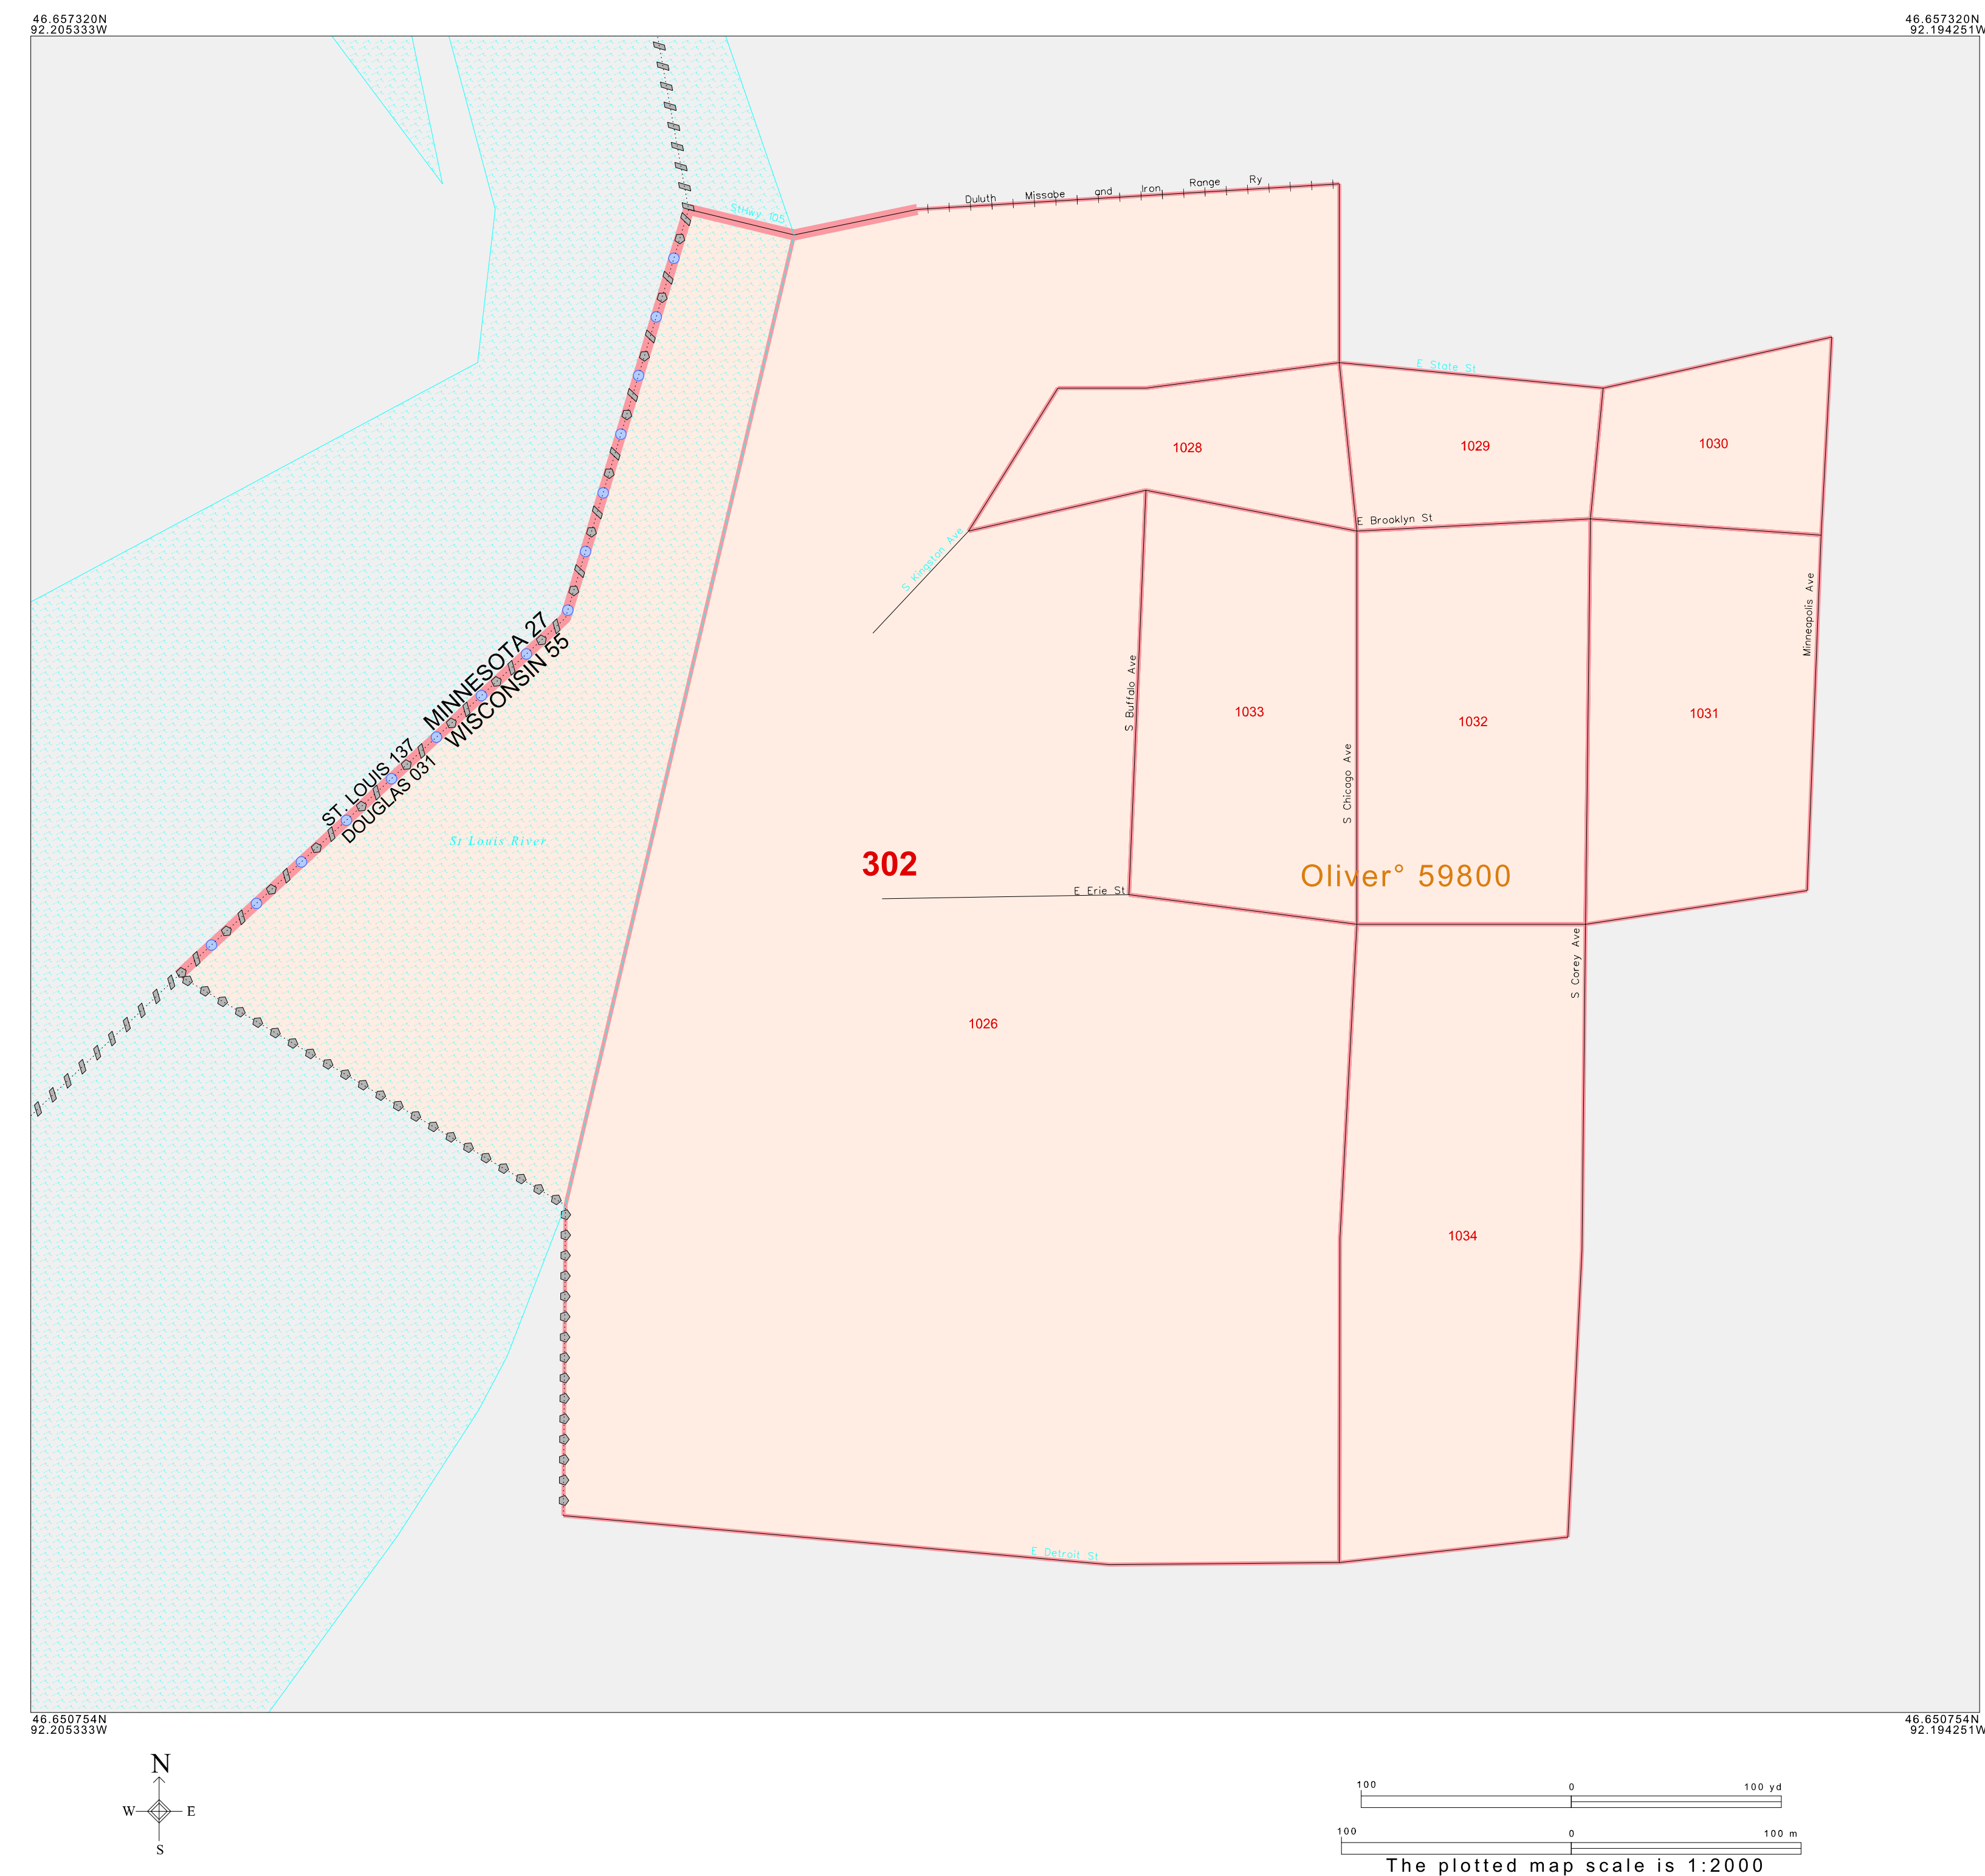 46.657320N
92.205333W
46.657320N
92.194251W
StHwy 105
Duluth Missabe and Iron Range Ry
E State St
1028
1029
1030
E Brooklyn St
S Kingston Ave
Minneapolis Ave
MINNESOTA 27
WISCONSIN 55
S Buffalo Ave
1033
1032
1031
S Chicago Ave
ST. LOUIS 137
DOUGLAS 031
St Louis River
302
Oliver° 59800
E Erie St
S Corey Ave
1026
1034
E Detroit St
46.650754N
92.205333W
46.650754N
92.194251W
N
W E
S
100 0 100 yd
100 0 100 m
The plotted map scale is 1:2000